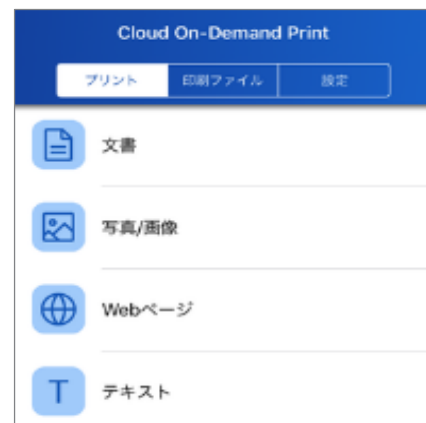 Cloud On-Demand Print
プリント 印刷ファイル 設定
文書
写真/画像
Webページ
T テキスト